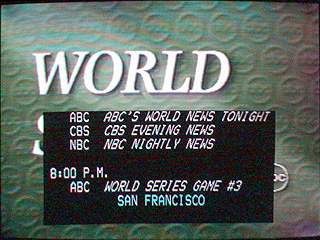 WORLD
S
ABC ABC'S WORLD NEWS TONIGHT
CBS CBS EVENING NEWS
NBC NBC NIGHTLY NEWS
8:00 P.M.
ABC WORLD SERIES GAME #3
SAN FRANCISCO